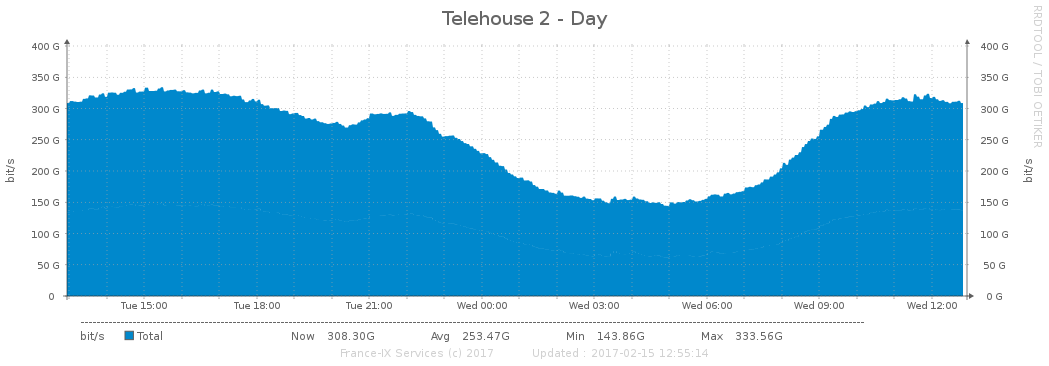 Telehouse 2 - Day
RRDTOOL / TOBI OETIKER
bit/s
400 G
350 G
300 G
250 G
200 G
150 G
100 G
50 G
0
400 G
350 G
300 G
250 G
200 G
150 G
100 G
50 G
0 G
bit/s
Tue 15:00 Tue 18:00 Tue 21:00 Wed 00:00 Wed 03:00 Wed 06:00 Wed 09:00 Wed 12:00
bit/s Total Now 308.30G Avg 253.47G Min 143.86G Max 333.56G
France-IX Services (c) 2017 Updated : 2017-02-15 12:55:14